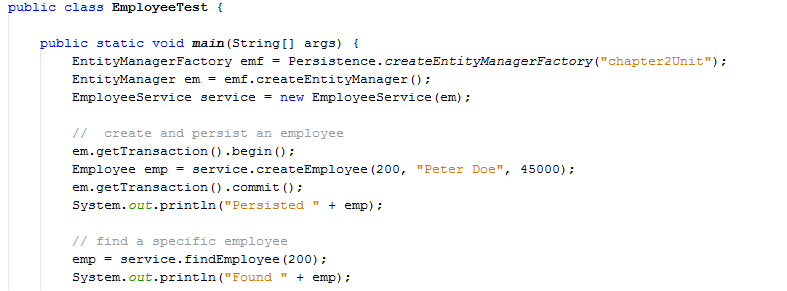 public class EmployeeTest {
public static void main(String[] args) {
EntityManagerFactory emf = Persistence.createEntityManagerFactory("chapter2Unit");
EntityManager em = emf.createEntityManager();
EmployeeService service = new EmployeeService(em);
//  create and persist an employee
em.getTransaction().begin();
Employee emp = service.createEmployee(200, "Peter Doe", 45000);
em.getTransaction().commit();
System.out.println("Persisted " + emp);
// find a specific employee
emp = service.findEmployee(200);
System.out.println("Found " + emp);